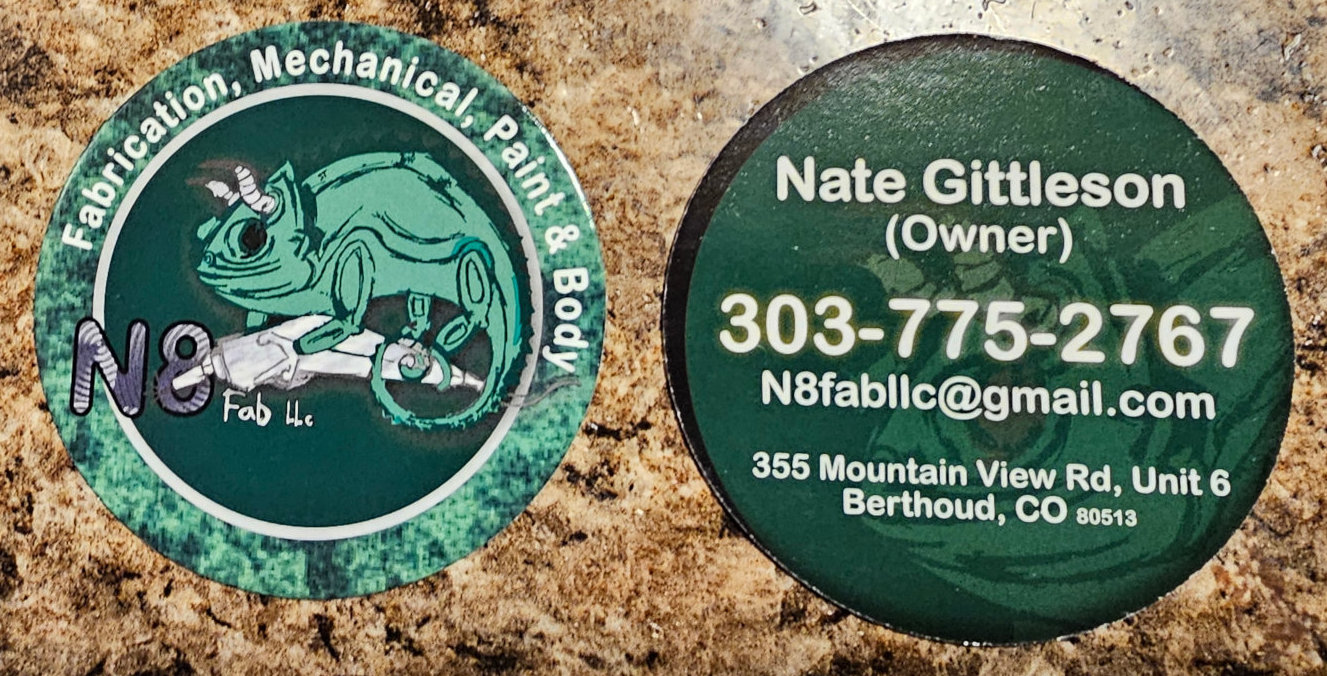 Fabrication, Mechanical, Paint & Body
N8
Fab LLc
Nate Gittleson
(Owner)
303-775-2767
N8fabllc@gmail.com
355 Mountain View Rd, Unit 6
Berthoud, CO 80513